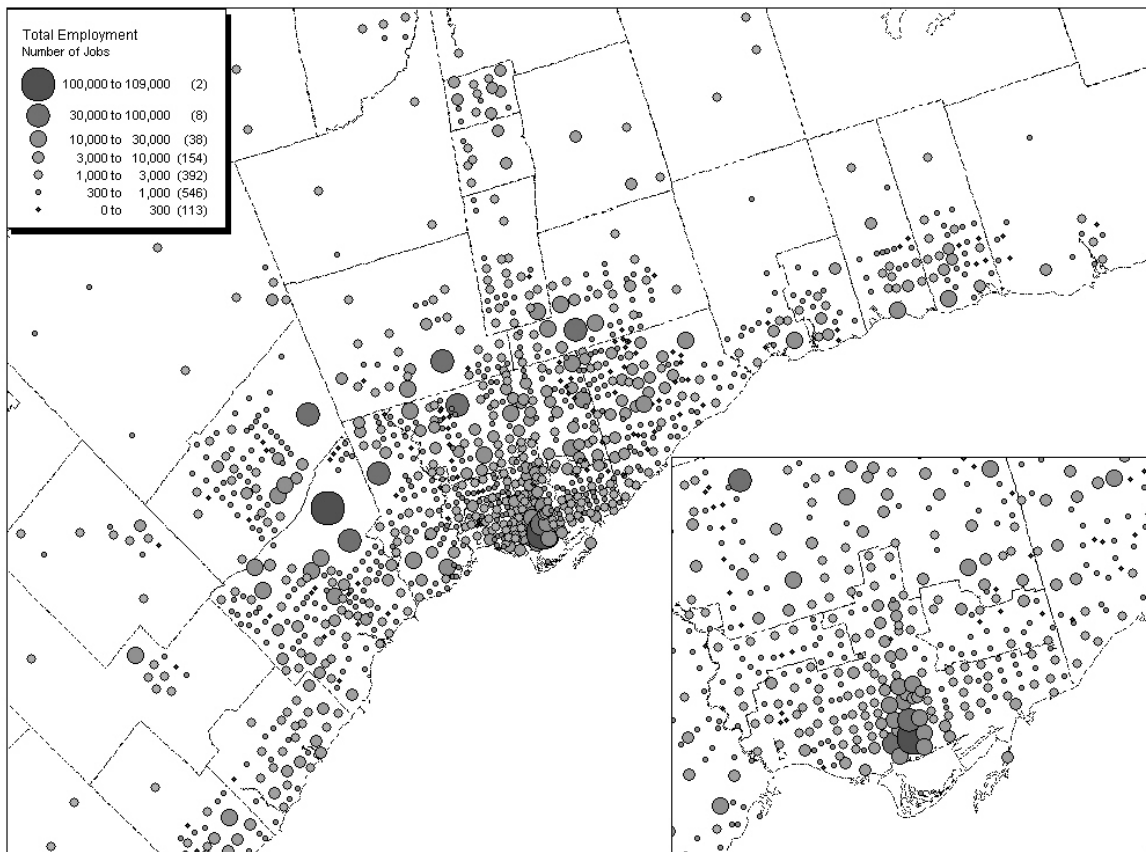 Total Employment
Number of Jobs
100,000 to 109,000 (2)
30,000 to 100,000 (8)
10,000 to 30,000 (38)
3,000 to 10,000 (154)
1,000 to 3,000 (392)
300 to 1,000 (546)
0 to 300 (113)